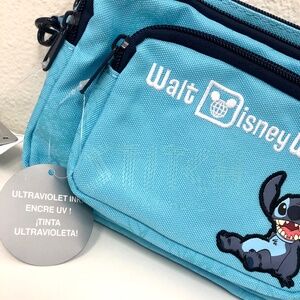 Walt Disney W
ULTRAVIOLET INK
ENCRE UV !
¡TINTA
ULTRAVIOLETA!